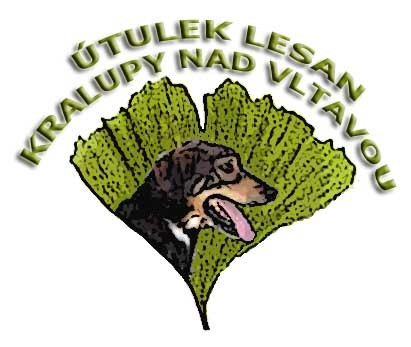 ÚTULEK LESAN
KRALUPY NAD VLTAVOU